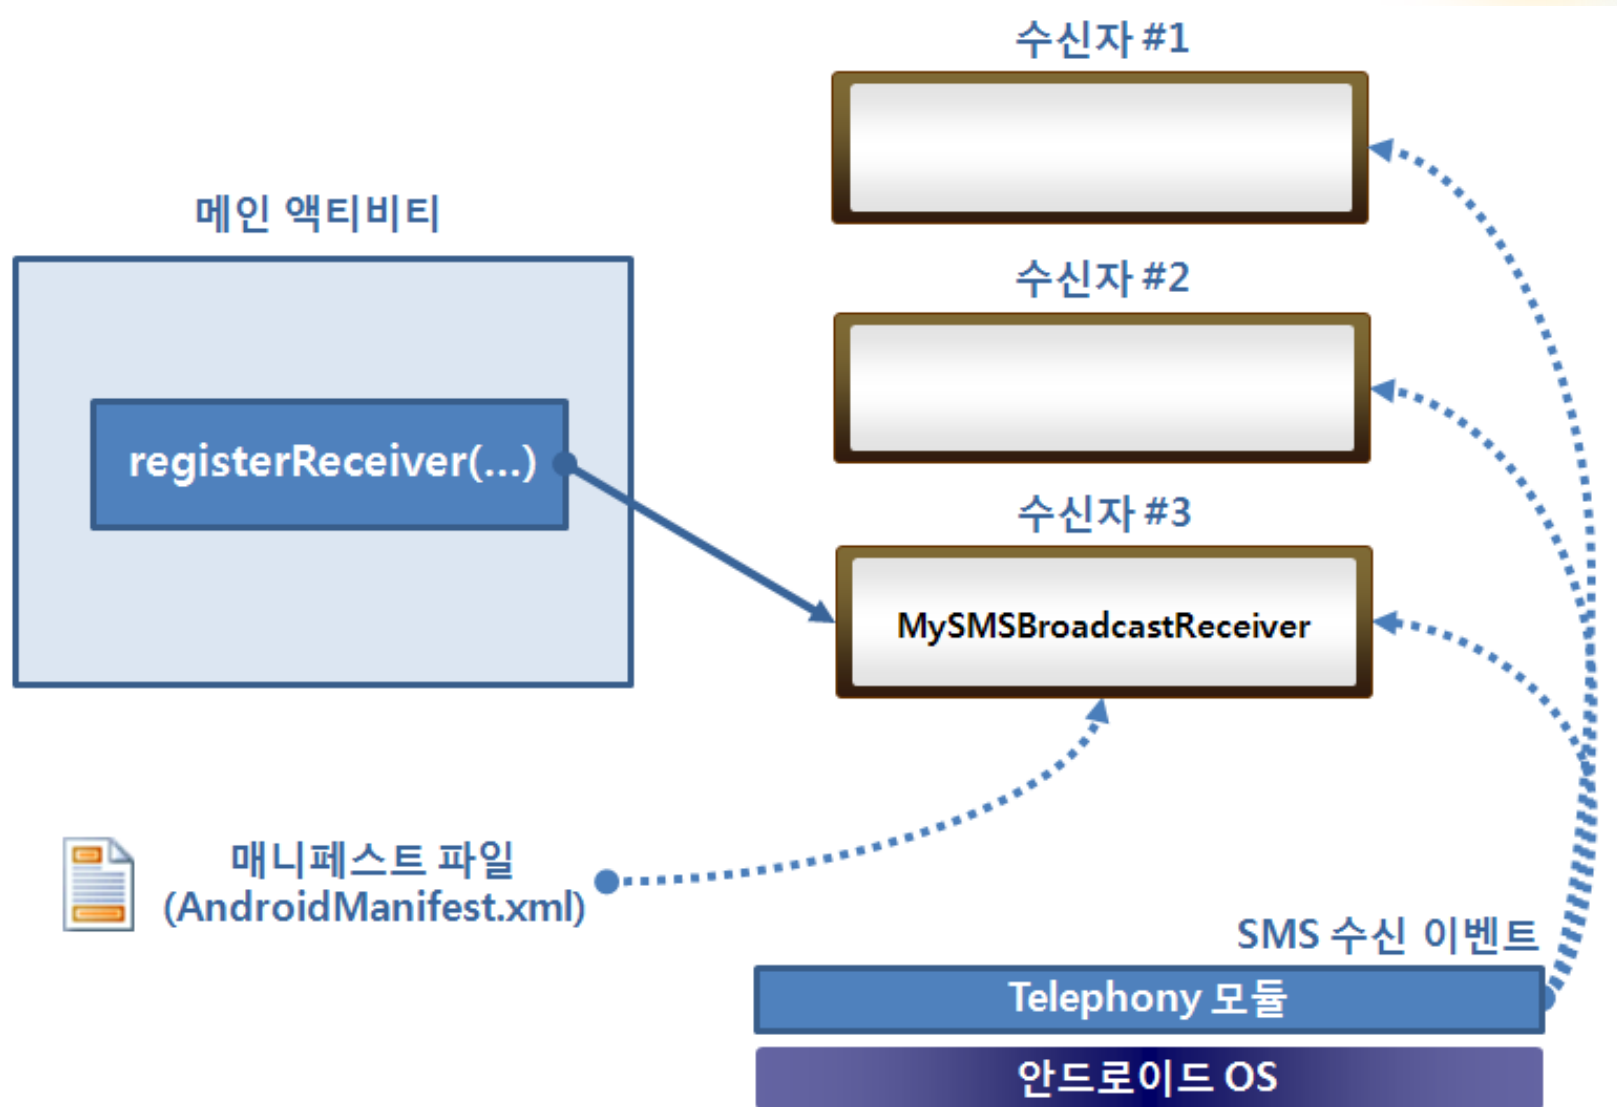 수신자 #1
메인 액티비티
수신자 #2
registerReceiver(...)
수신자 #3
MySMSBroadcastReceiver
매니페스트 파일
(AndroidManifest.xml)
SMS 수신 이벤트
Telephony 모듈
안드로이드 OS